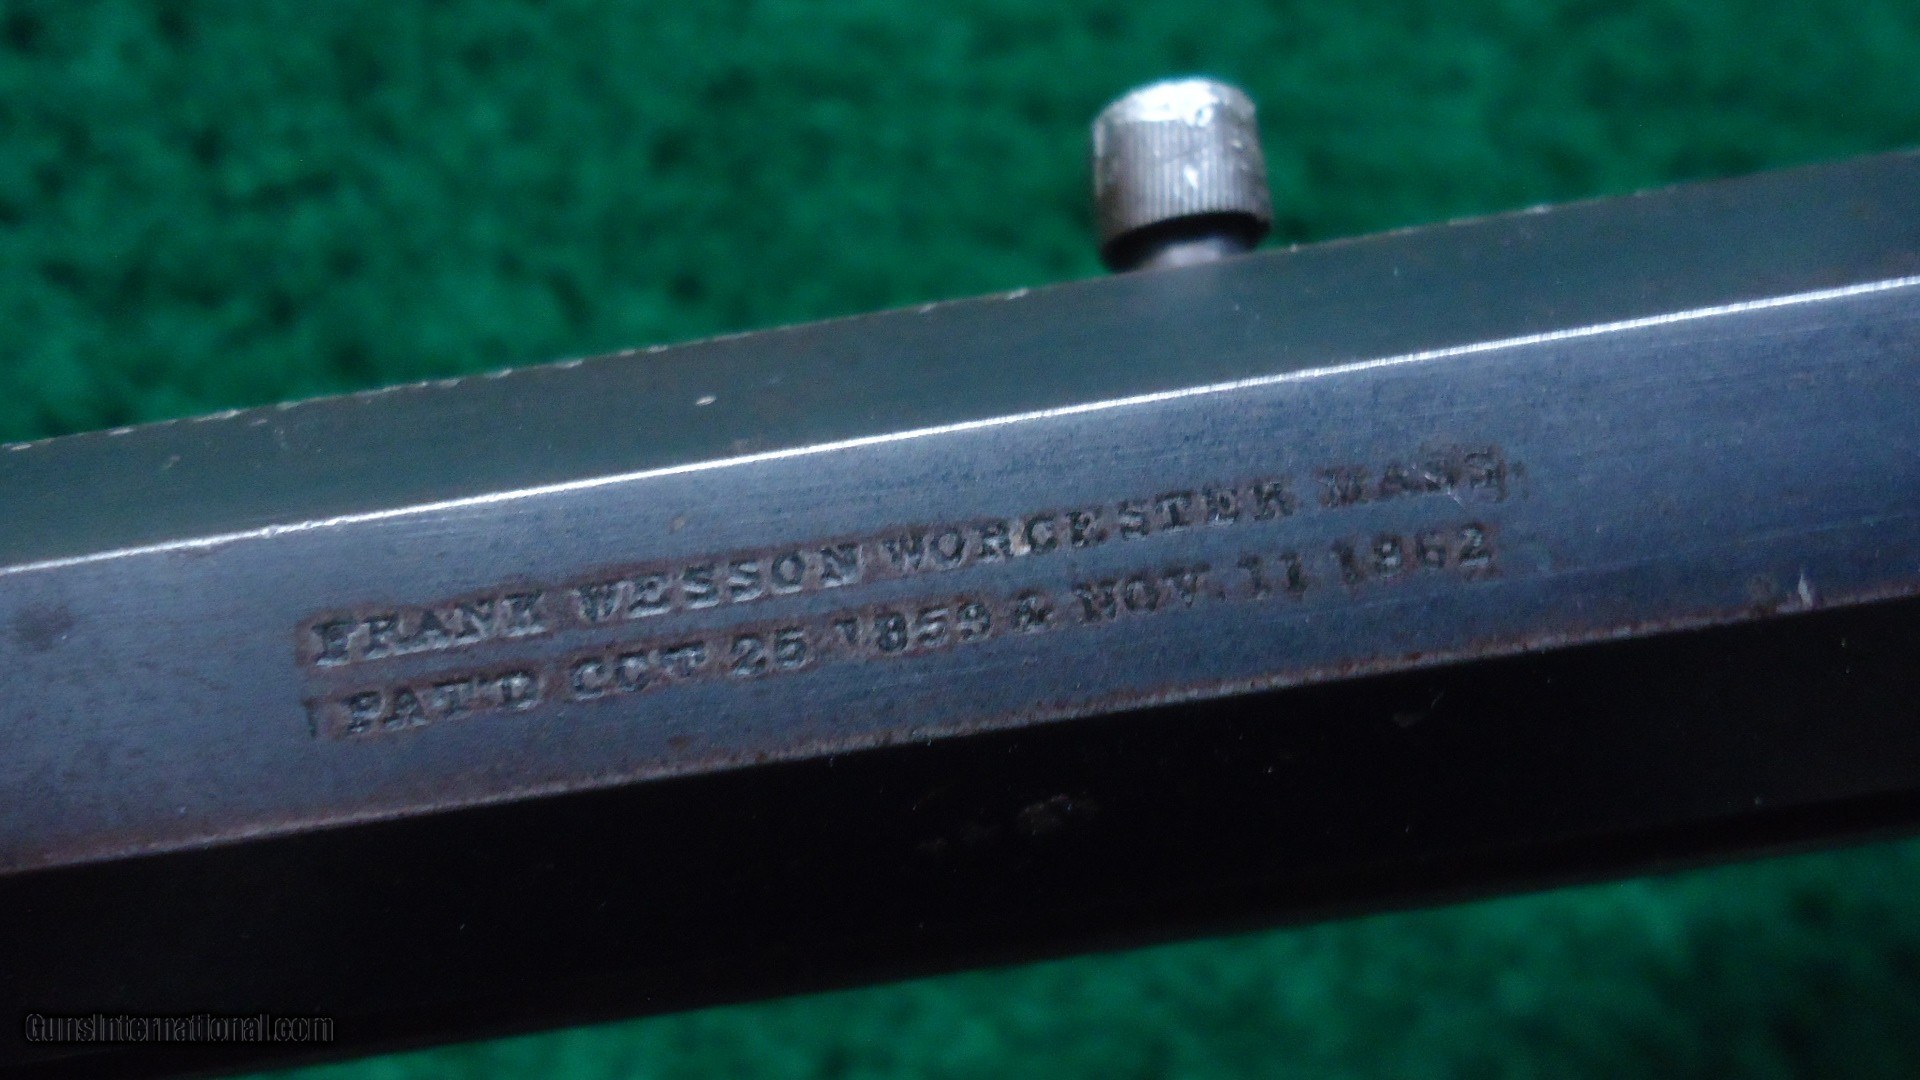 FRANK WESSON WORCESTER MASS
PAT'D OCT 25 1859 & NOV. 11 1862
GunsInternational.com